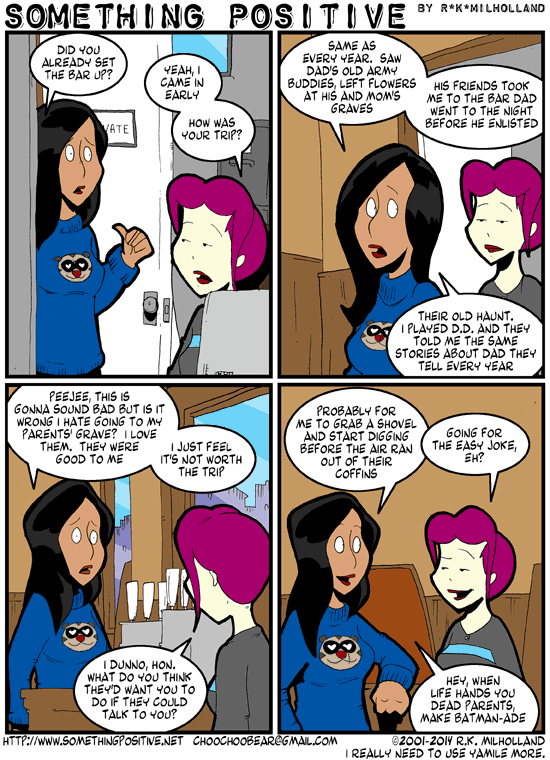 SOMETHING POSITIVE BY R*K*MILHOLLAND
DID YOU
ALREADY SET
THE BAR UP?
YEAH, I
CAME IN
EARLY
HOW WAS
YOUR TRIP?
VATE
SAME AS
EVERY YEAR. SAW
DAD'S OLD ARMY
BUDDIES, LEFT FLOWERS
AT HIS AND MOM'S
GRAVES
HIS FRIENDS TOOK
ME TO THE BAR DAD
WENT TO THE NIGHT
BEFORE HE ENLISTED
THEIR OLD HAUNT.
I PLAYED D.D. AND THEY
TOLD ME THE SAME
STORIES ABOUT DAD THEY
TELL EVERY YEAR
PEEJEE, THIS IS
GONNA SOUND BAD BUT IS IT
WRONG I HATE GOING TO MY
PARENTS' GRAVE? I LOVE
THEM. THEY WERE
GOOD TO ME
I JUST FEEL
IT'S NOT WORTH
THE TRIP
I DUNNO, HON.
WHAT DO YOU THINK
THEY'D WANT YOU TO
DO IF THEY COULD
TALK TO YOU?
PROBABLY FOR
ME TO GRAB A SHOVEL
AND START DIGGING
BEFORE THE AIR RAN
OUT OF THEIR
COFFINS
GOING FOR
THE EASY JOKE,
EH?
HEY, WHEN
LIFE HANDS YOU
DEAD PARENTS,
MAKE BATMAN-ADE
HTTP://WWW.SOMETHINGPOSITIVE.NET CHOOCHOOBEAR@GMAIL.COM ©2001-2014 R.K. MILHOLLAND
I REALLY NEED TO USE YAMILE MORE.